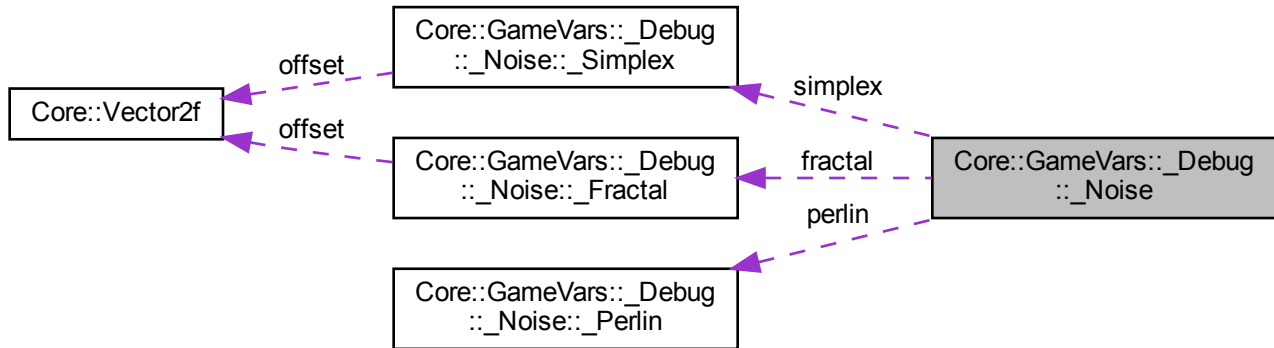 Core::GameVars::_Debug
::_Noise::_Simplex
offset
simplex
Core::Vector2f
offset
Core::GameVars::_Debug
::_Noise::_Fractal
fractal
Core::GameVars::_Debug
::_Noise
perlin
Core::GameVars::_Debug
::_Noise::_Perlin